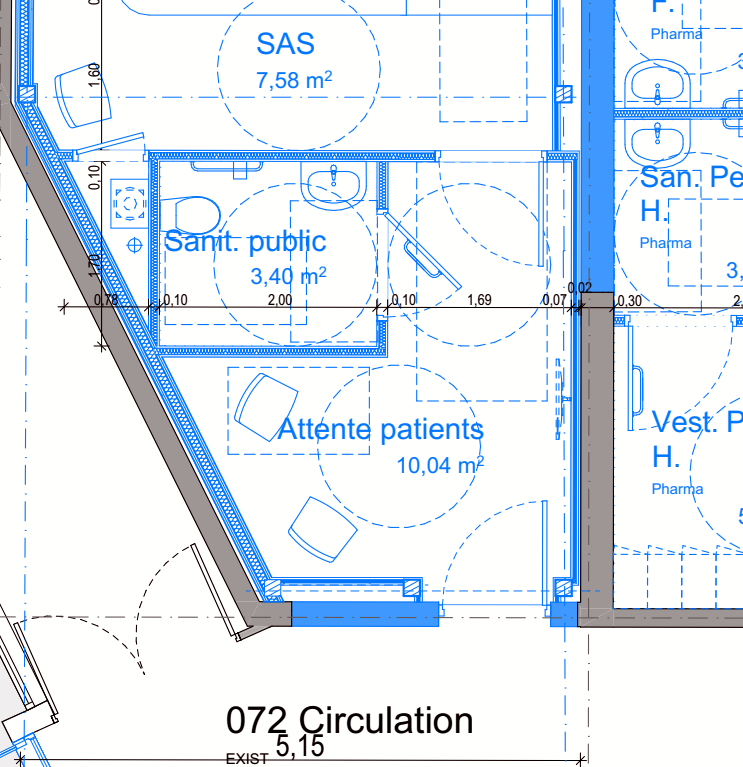 F.
Pharma
SAS
7,58 m²
1,60
0,10
San. Pe
H.
Pharma
3,
Sanit. public
3,40 m²
1,70
0,02
0,78
0,10
2,00
0,10
1,69
0,07
0,30
2,
Attente patients
10,04 m²
Vest. P
H.
Pharma
5
072 Circulation
EXIST 5,15